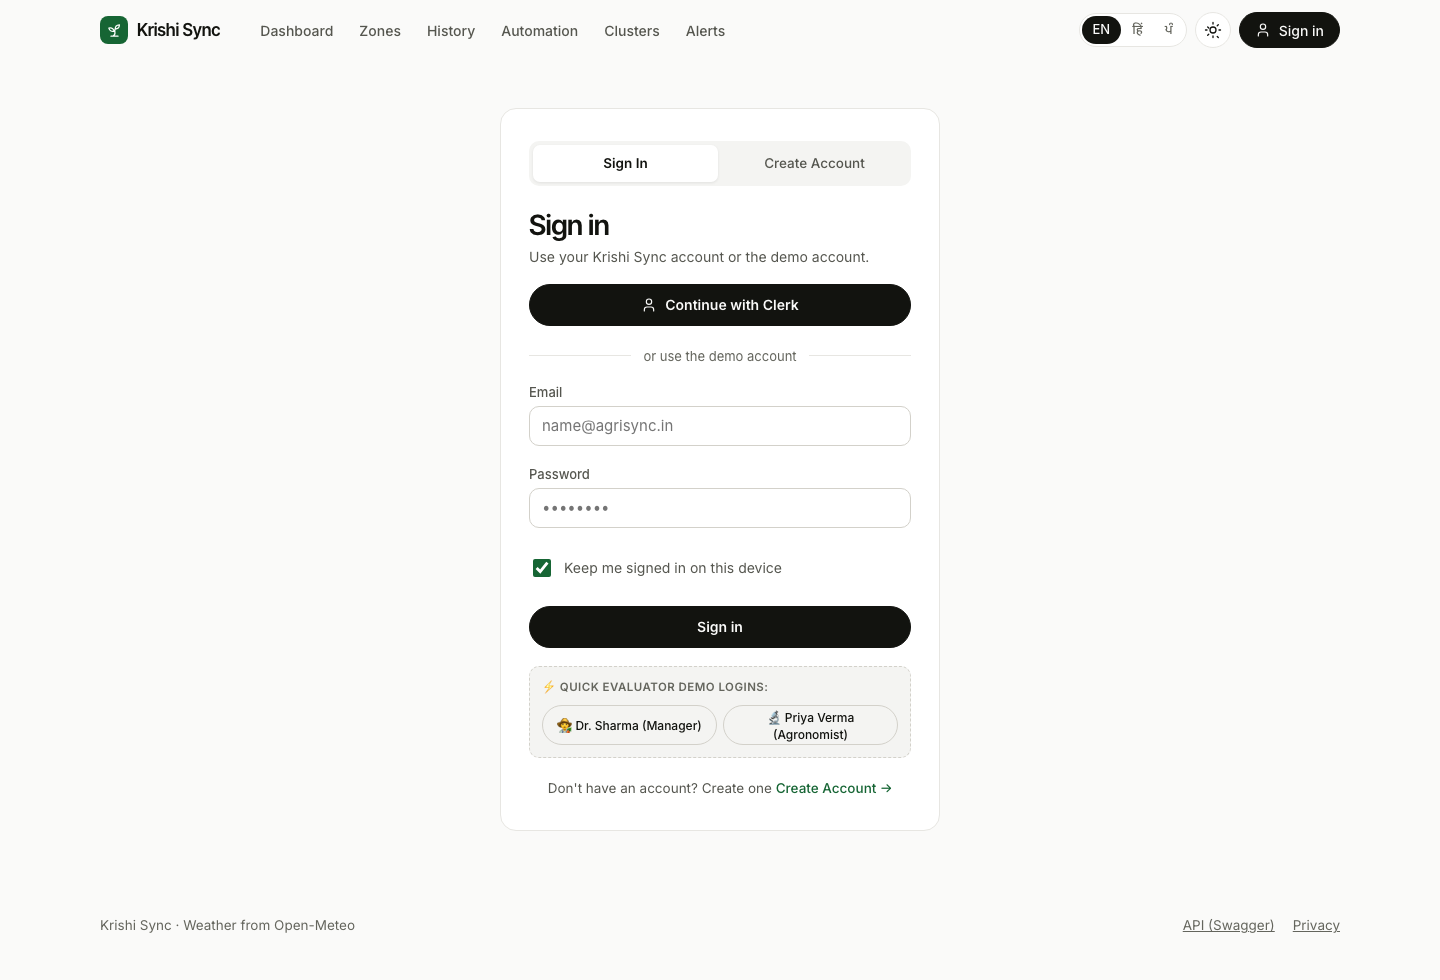 Krishi Sync
Dashboard
Zones
History
Automation
Clusters
Alerts
EN
हिं
ਪੰ
Sign in
Sign In
Create Account
Sign in
Use your Krishi Sync account or the demo account.
Continue with Clerk
or use the demo account
Email
name@agrisync.in
Password
••••••••
Keep me signed in on this device
Sign in
⚡ QUICK EVALUATOR DEMO LOGINS:
🧑‍🌾 Dr. Sharma (Manager)
🔬 Priya Verma
(Agronomist)
Don't have an account? Create one Create Account →
Krishi Sync · Weather from Open-Meteo
API (Swagger)
Privacy